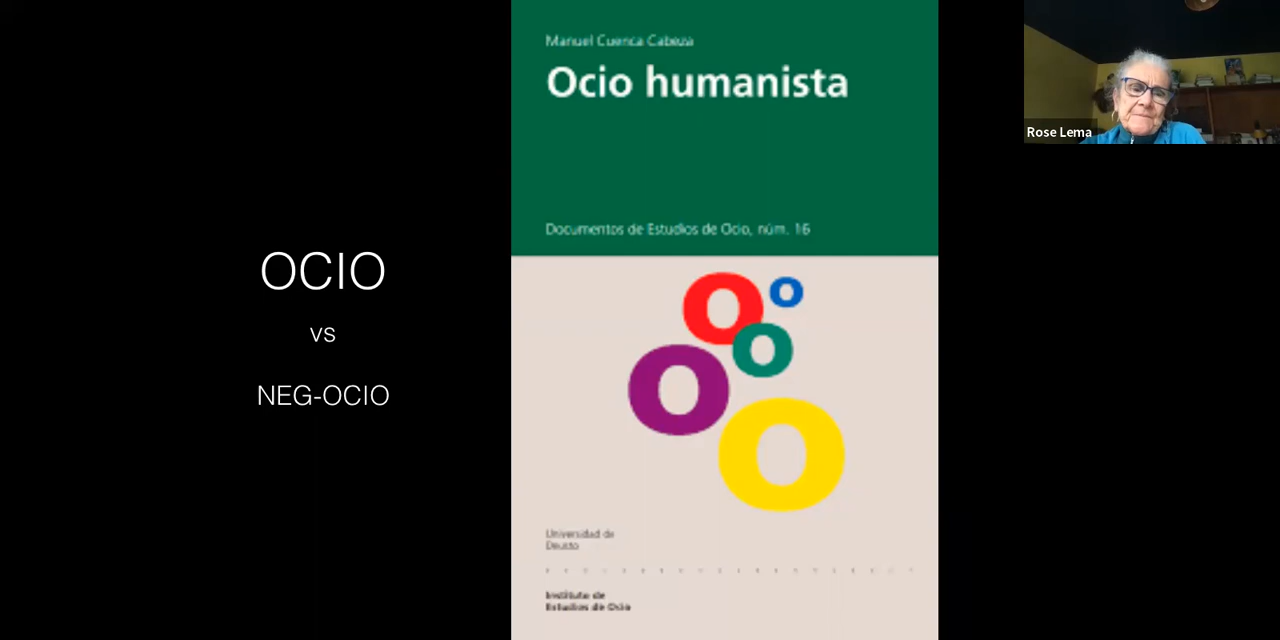 Manuel Cuenca Cabeza
Ocio humanista
Documentos de Estudios de Ocio, núm. 16
OCIO
vs
NEG-OCIO
Universidad de
Deusto
Instituto de
Estudios de Ocio
Rose Lema